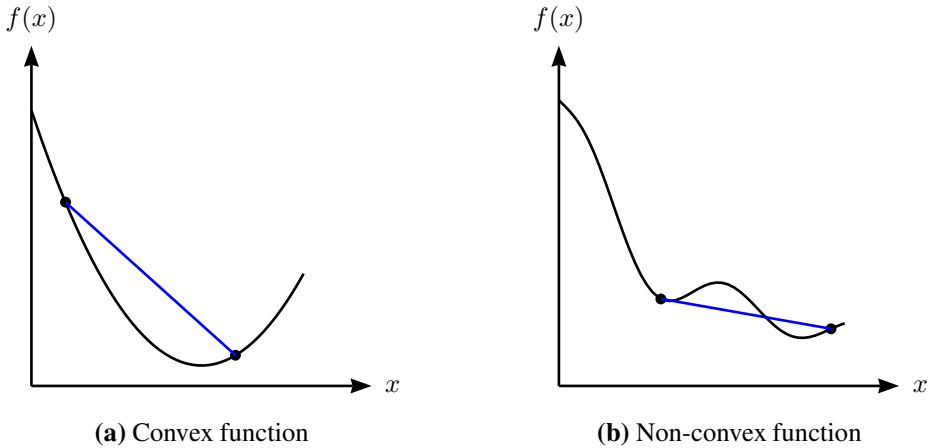 f(x)
x
(a) Convex function
f(x)
x
(b) Non-convex function